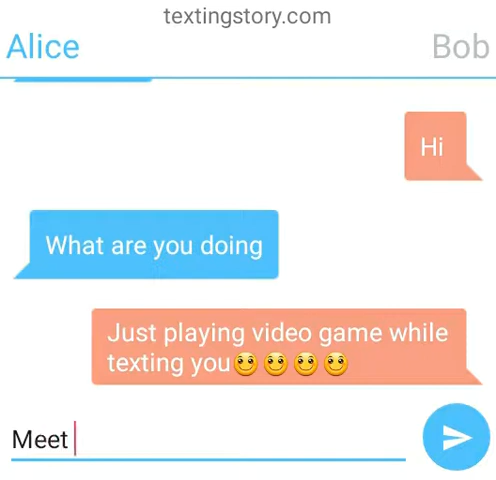 textingstory.com
Alice
Bob
Hi
What are you doing
Just playing video game while
texting you🙂🙂🙂🙂
Meet